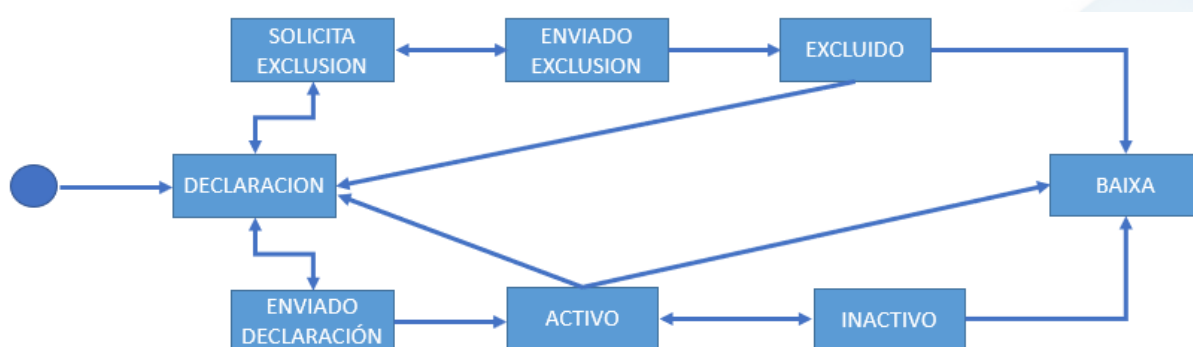 SOLICITA
EXCLUSION
ENVIADO
EXCLUSION
EXCLUIDO
DECLARACION
BAIXA
ENVIADO
DECLARACIÓN
ACTIVO
INACTIVO